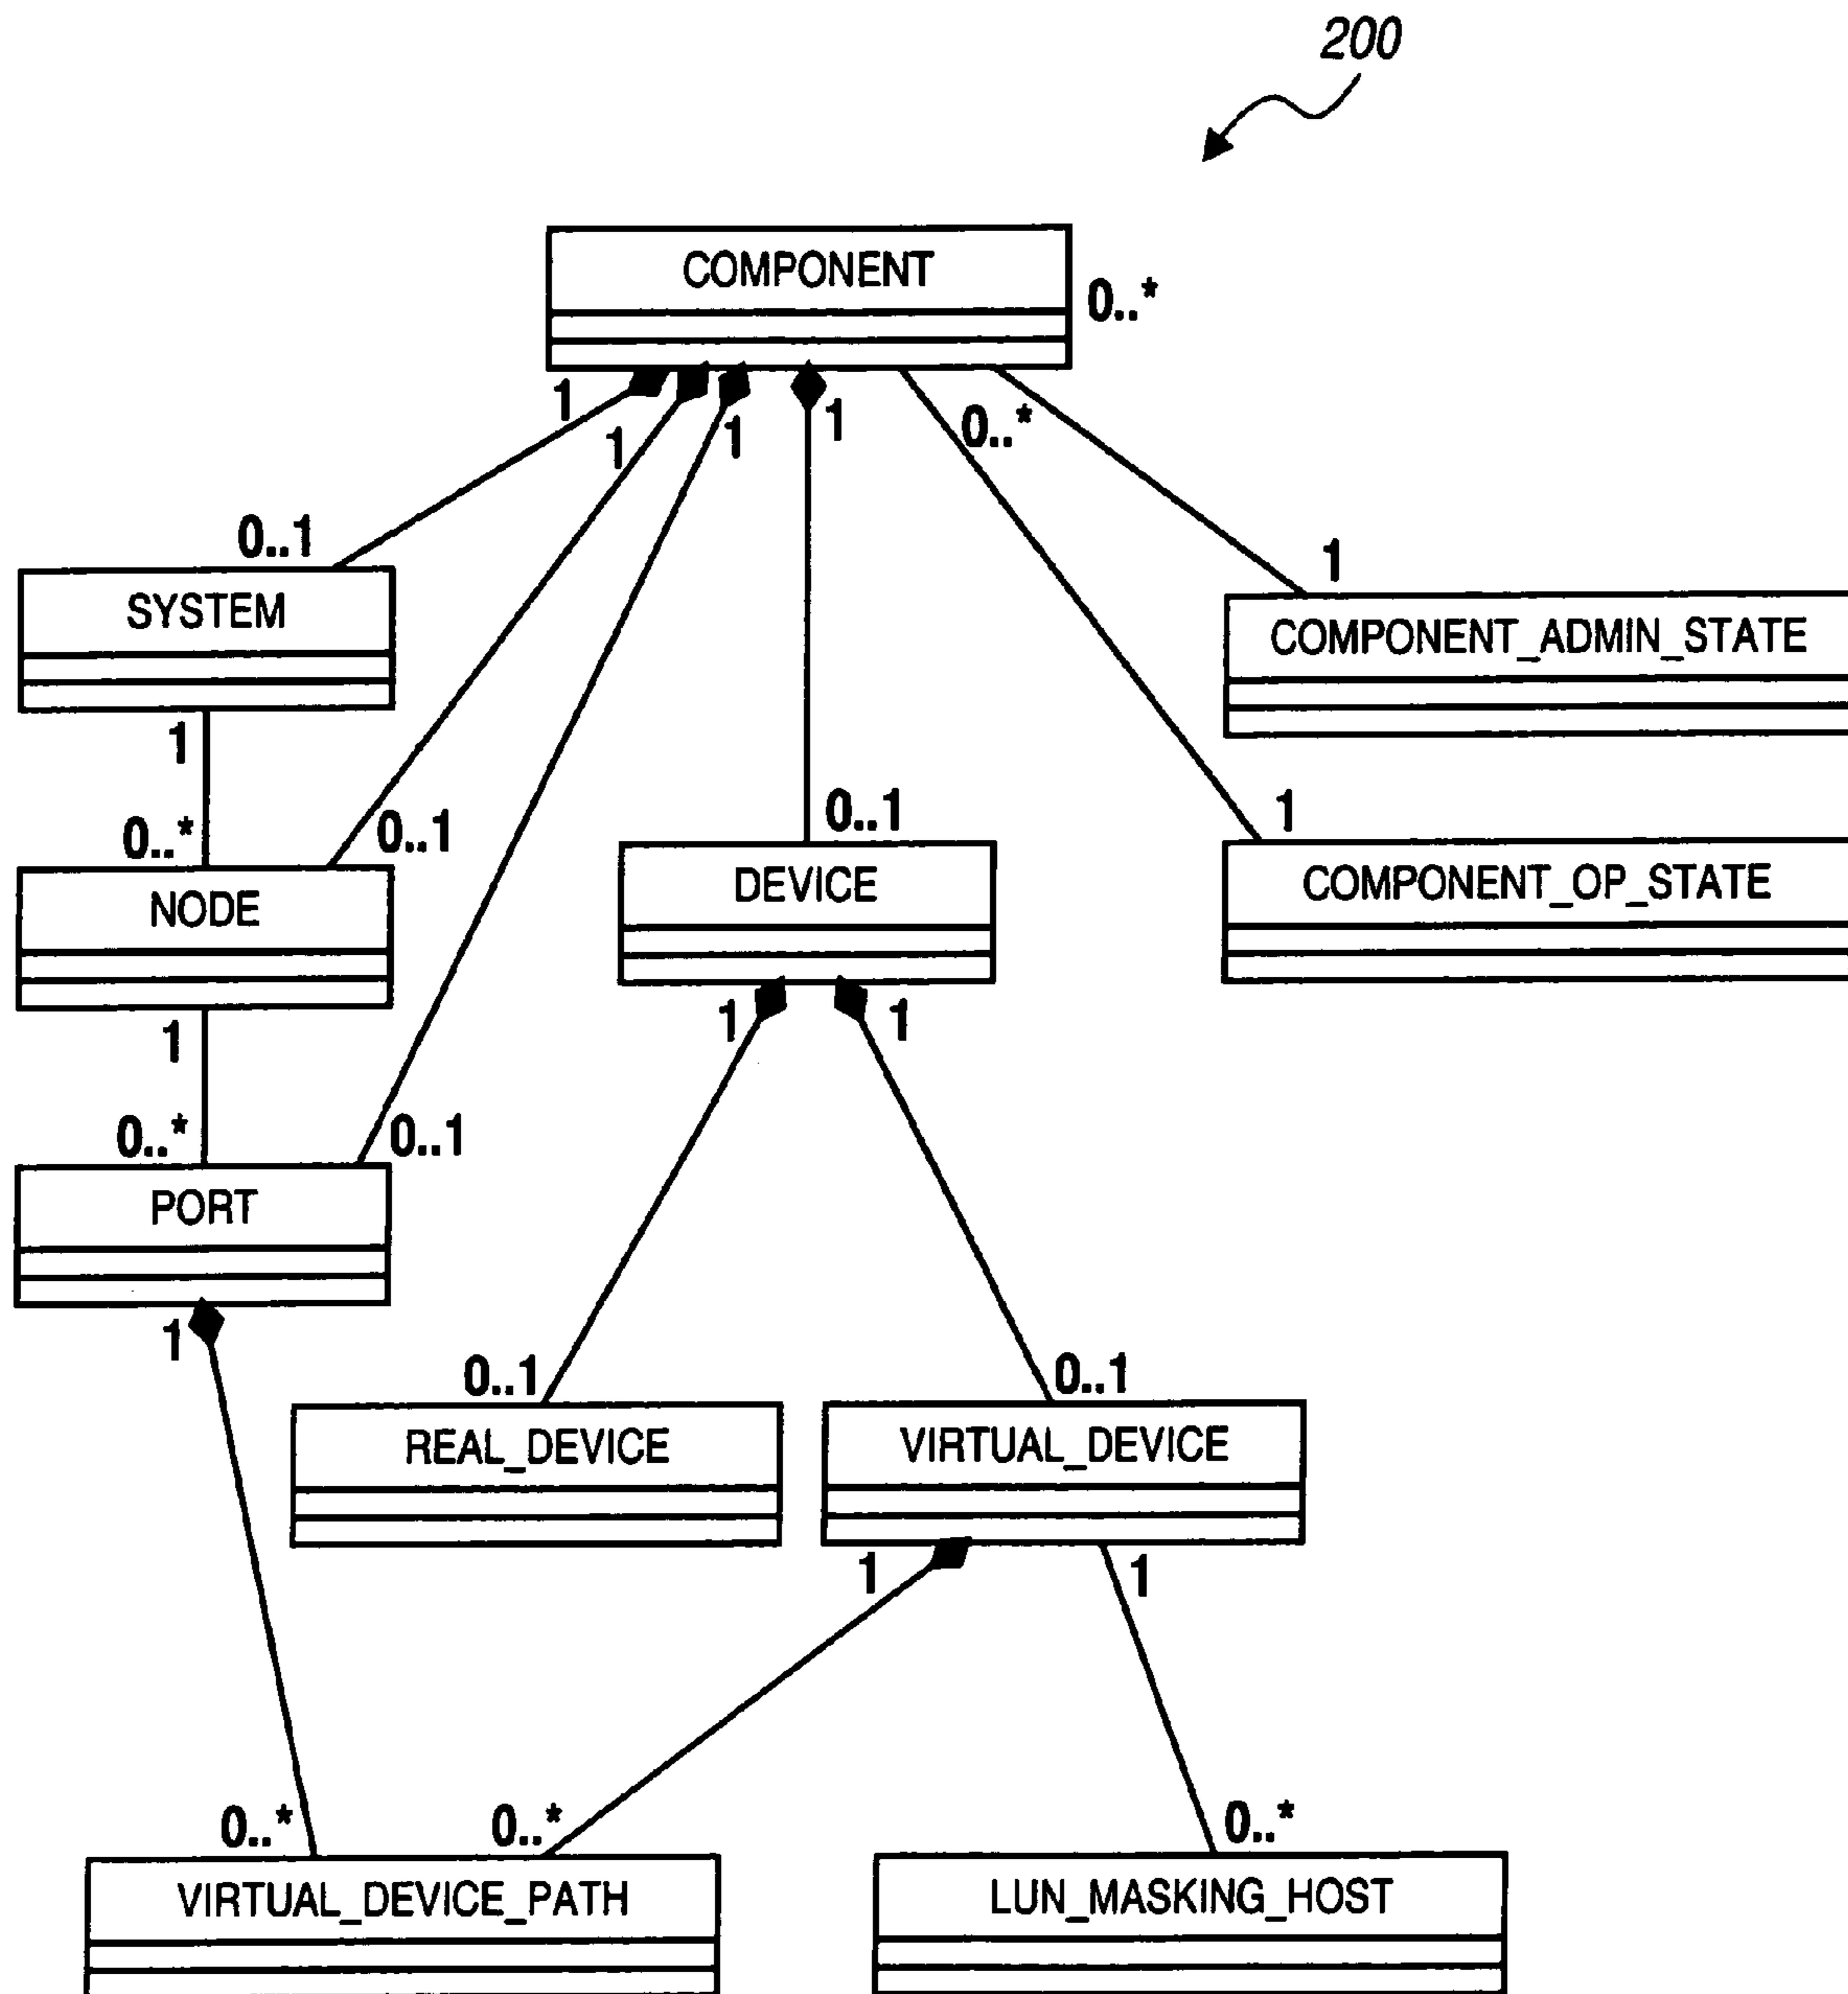 200
COMPONENT
0..*
1
1
1
1
0..*
0..1
1
SYSTEM
COMPONENT_ADMIN_STATE
1
0..*
0..1
0..1
1
NODE
DEVICE
COMPONENT_OP_STATE
1
1
1
0..*
0..1
PORT
1
0..1
0..1
REAL_DEVICE
VIRTUAL_DEVICE
1
1
0..*
0..*
0..*
VIRTUAL_DEVICE_PATH
LUN_MASKING_HOST